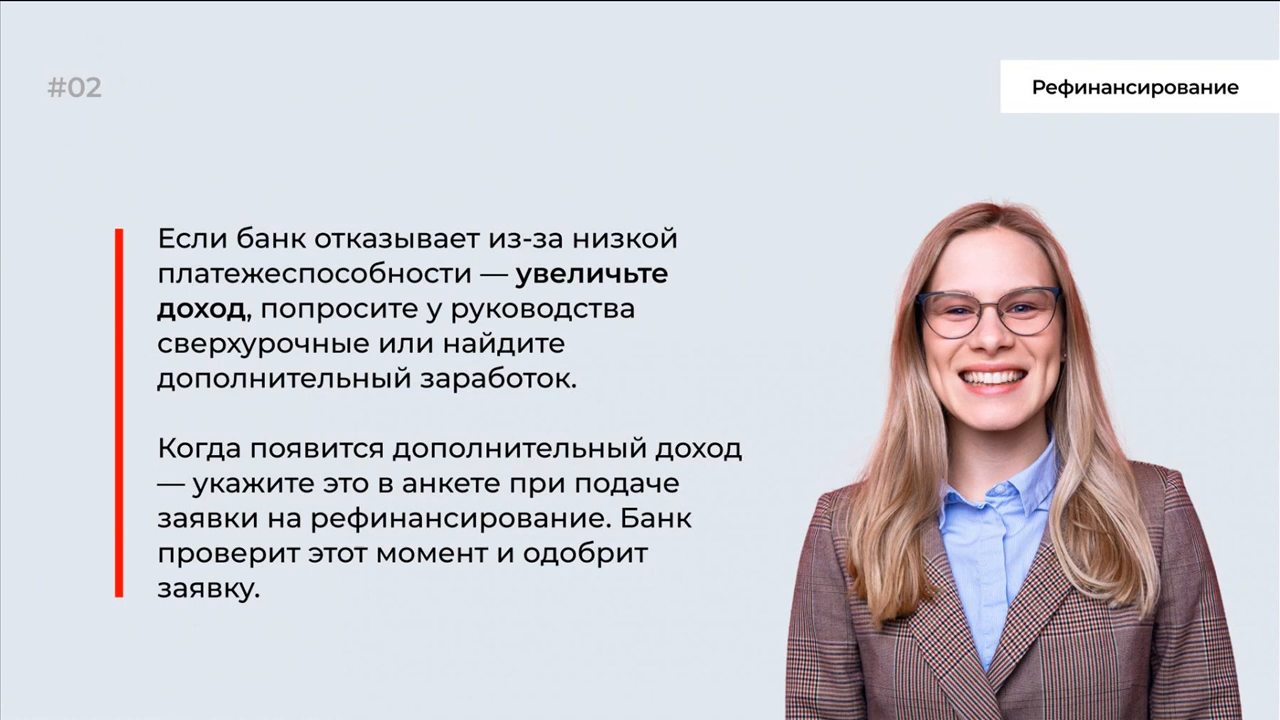 #02
Рефинансирование
Если банк отказывает из-за низкой
платежеспособности — увеличьте
доход, попросите у руководства
сверхурочные или найдите
дополнительный заработок.
Когда появится дополнительный доход
— укажите это в анкете при подаче
заявки на рефинансирование. Банк
проверит этот момент и одобрит
заявку.